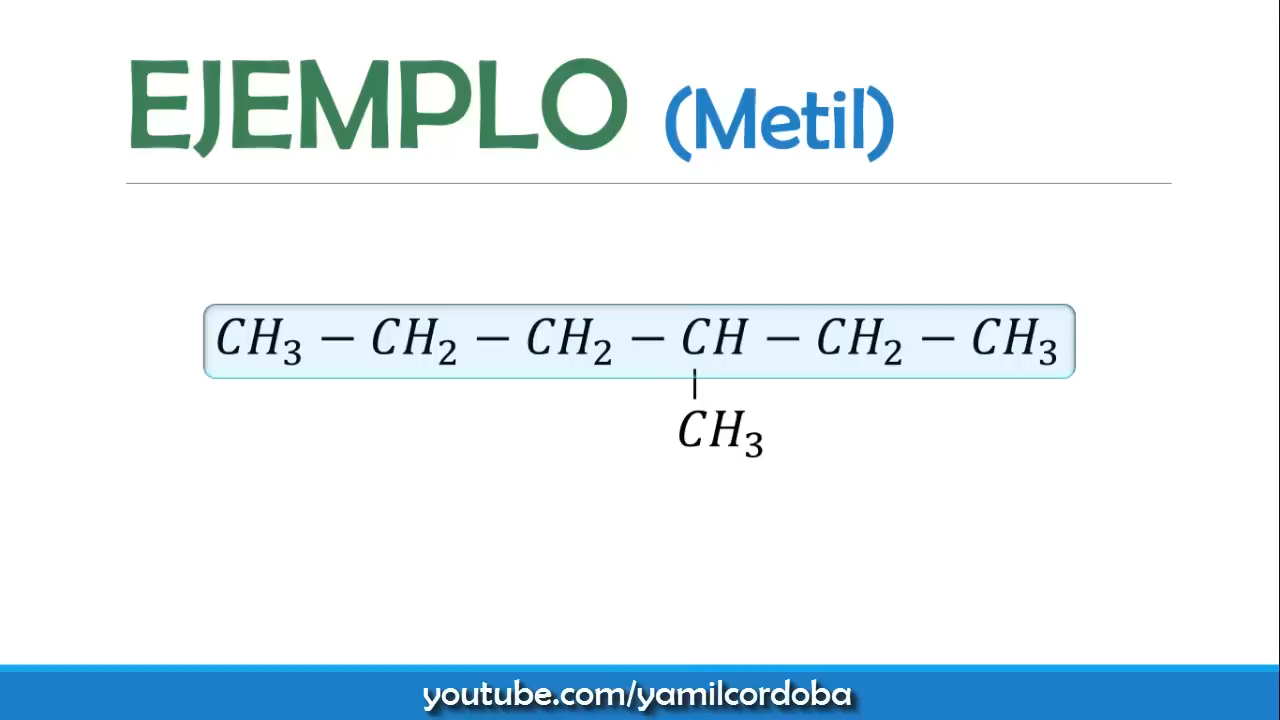 EJEMPLO (Metil)
CH₃ − CH₂ − CH₂ − CH − CH₂ − CH₃
|
CH₃
youtube.com/yamilcordoba